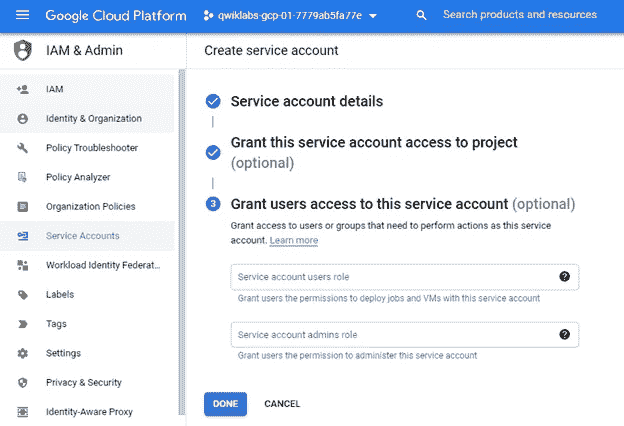 Google Cloud Platform
qwiklabs-gcp-01-7779ab5fa77e
Search products and resources
IAM & Admin
Create service account
IAM
Identity & Organization
Policy Troubleshooter
Policy Analyzer
Organization Policies
Service Accounts
Workload Identity Federat...
Labels
Tags
Settings
Privacy & Security
Identity-Aware Proxy
Service account details
Grant this service account access to project
(optional)
3 Grant users access to this service account (optional)
Grant access to users or groups that need to perform actions as this service
account. Learn more
Service account users role ?
Grant users the permissions to deploy jobs and VMs with this service account
Service account admins role ?
Grant users the permission to administer this service account
DONE CANCEL